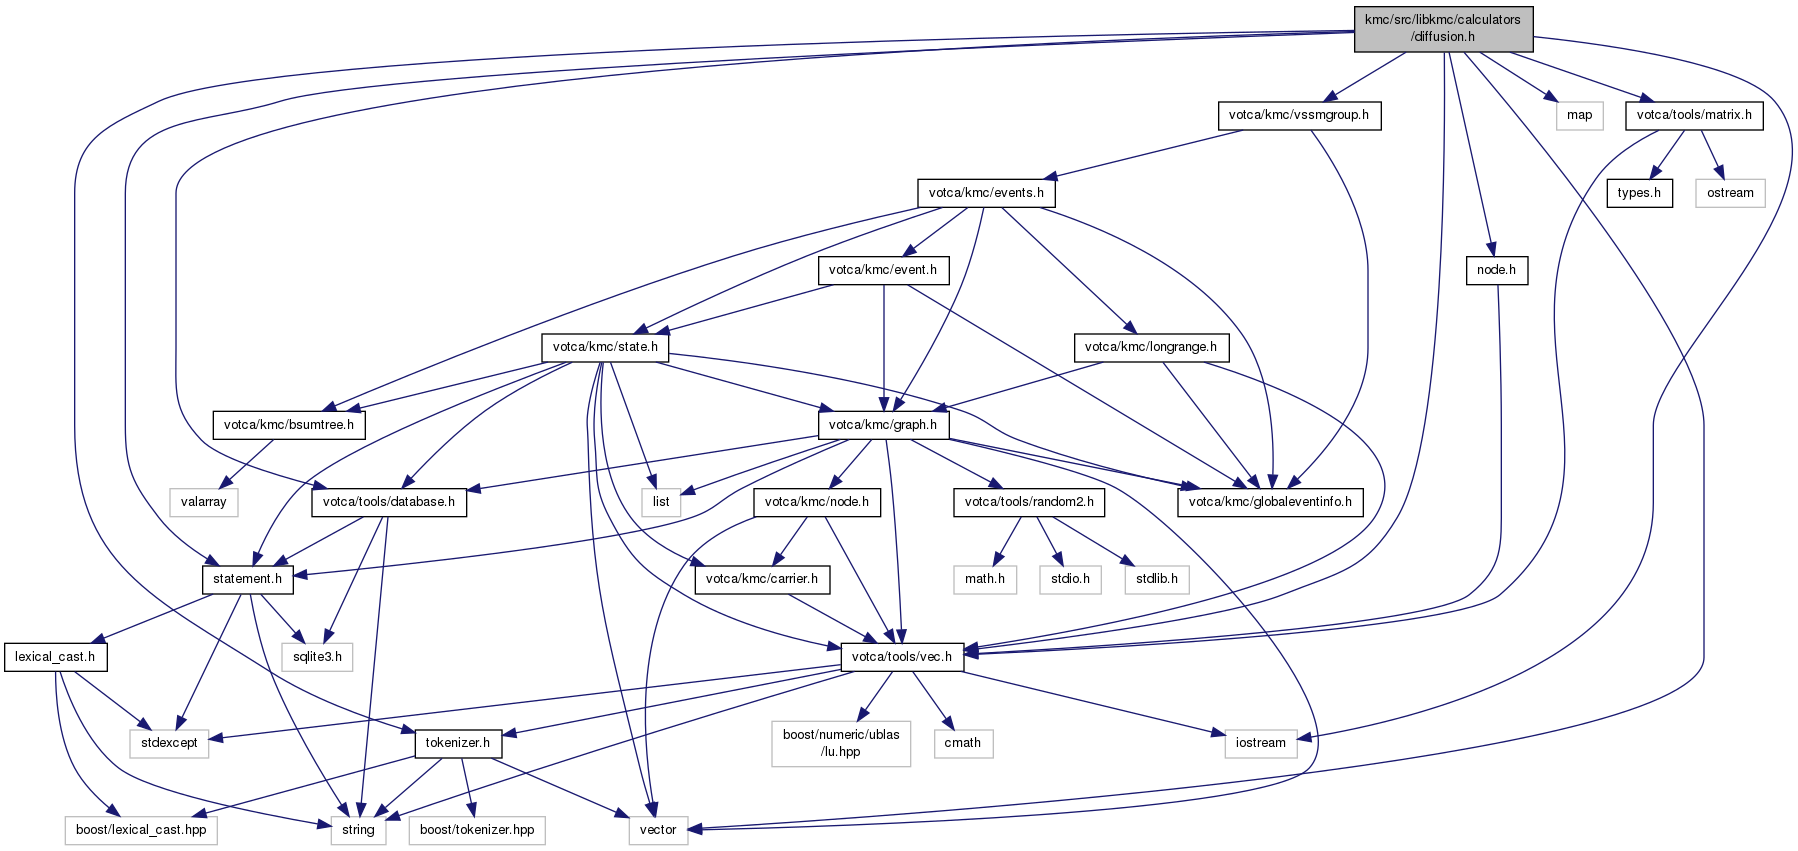 kmc/src/libkmc/calculators
/diffusion.h
votca/kmc/vssmgroup.h
map
votca/tools/matrix.h
votca/kmc/events.h
types.h
ostream
votca/kmc/event.h
node.h
votca/kmc/state.h
votca/kmc/longrange.h
votca/kmc/bsumtree.h
votca/kmc/graph.h
valarray
votca/tools/database.h
list
votca/kmc/node.h
votca/tools/random2.h
votca/kmc/globaleventinfo.h
statement.h
votca/kmc/carrier.h
math.h
stdio.h
stdlib.h
lexical_cast.h
sqlite3.h
votca/tools/vec.h
stdexcept
tokenizer.h
boost/numeric/ublas
/lu.hpp
cmath
iostream
boost/lexical_cast.hpp
string
boost/tokenizer.hpp
vector